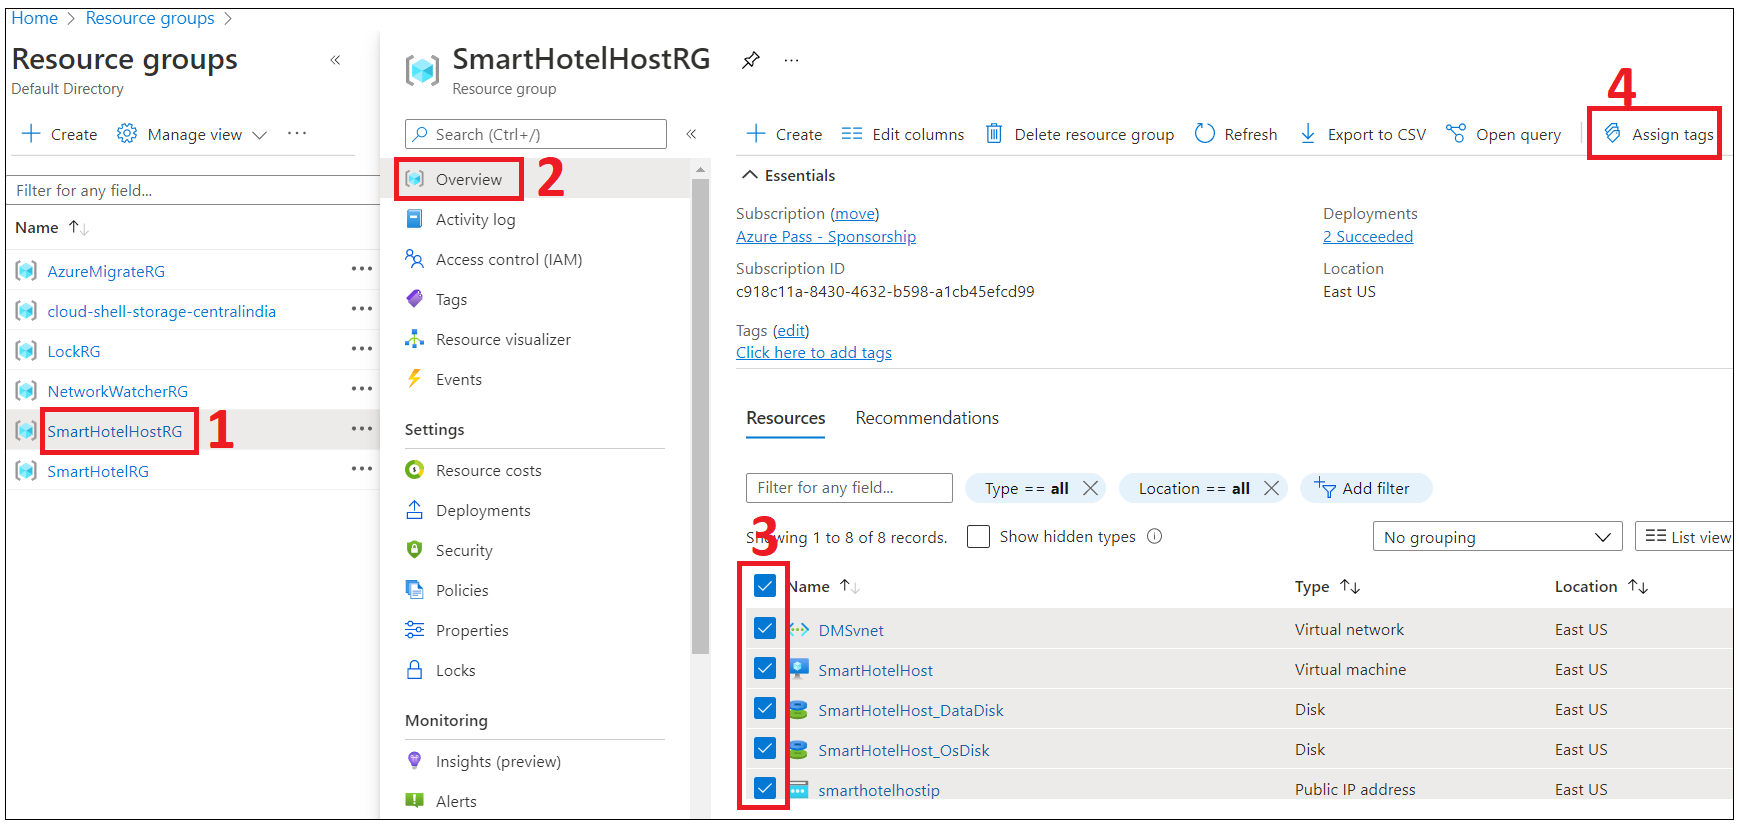 Home > Resource groups >
Resource groups «
Default Directory
+ Create Manage view ...
Filter for any field...
Name ↑↓
AzureMigrateRG ...
cloud-shell-storage-centralindia ...
LockRG ...
NetworkWatcherRG ...
SmartHotelHostRG 1 ...
SmartHotelRG ...
SmartHotelHostRG ...
Resource group
Search (Ctrl+/) «
Overview 2
Activity log
Access control (IAM)
Tags
Resource visualizer
Events
Settings
Resource costs
Deployments
Security
Policies
Properties
Locks
Monitoring
Insights (preview)
Alerts
4
+ Create Edit columns Delete resource group Refresh Export to CSV Open query Assign tags
Essentials
Subscription (move)
Azure Pass - Sponsorship
Subscription ID
c918c11a-8430-4632-b598-a1cb45efcd99
Tags (edit)
Click here to add tags
Deployments
2 Succeeded
Location
East US
Resources Recommendations
Filter for any field... Type == all Location == all Add filter
3
Showing 1 to 8 of 8 records. Show hidden types No grouping List view
Name ↑↓ Type ↑↓ Location ↑↓
DMSvnet Virtual network East US
SmartHotelHost Virtual machine East US
SmartHotelHost_DataDisk Disk East US
SmartHotelHost_OsDisk Disk East US
smarthotelhostip Public IP address East US